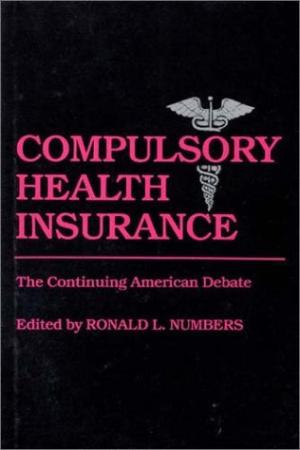 COMPULSORY
HEALTH
INSURANCE
The Continuing American Debate
Edited by RONALD L. NUMBERS